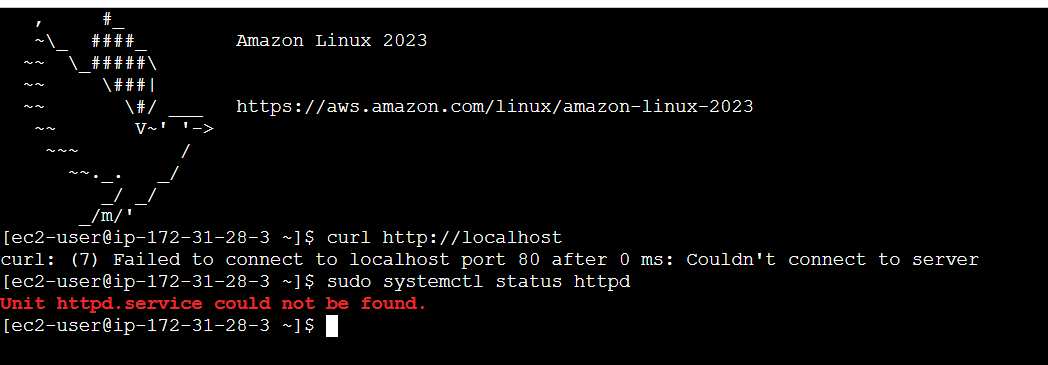 ,     #_
   ~\_  ####_        Amazon Linux 2023
  ~~  \_#####\
  ~~     \###|
  ~~       \#/ ___   https://aws.amazon.com/linux/amazon-linux-2023
   ~~       V~' '->
    ~~~         /
      ~~._.   _/
         _/ _/
       _/m/'
[ec2-user@ip-172-31-28-3 ~]$ curl http://localhost
curl: (7) Failed to connect to localhost port 80 after 0 ms: Couldn't connect to server
[ec2-user@ip-172-31-28-3 ~]$ sudo systemctl status httpd
Unit httpd.service could not be found.
[ec2-user@ip-172-31-28-3 ~]$